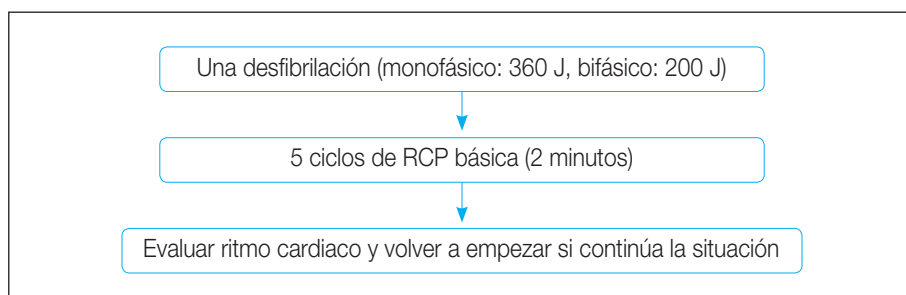 Una desfibrilación (monofásico: 360 J, bifásico: 200 J)
5 ciclos de RCP básica (2 minutos)
Evaluar ritmo cardiaco y volver a empezar si continúa la situación